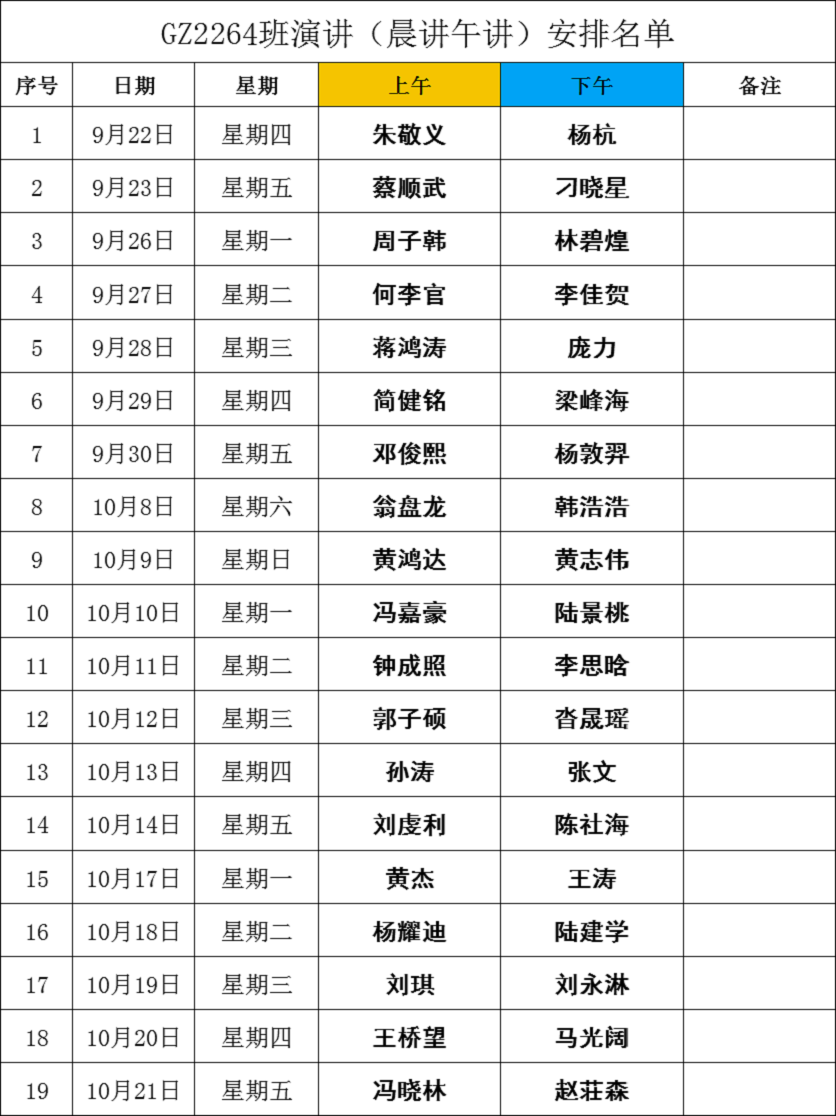 GZ2264班演讲（晨讲午讲）安排名单
序号 日期 星期 上午 下午 备注
1 9月22日 星期四 朱敬义 杨杭
2 9月23日 星期五 蔡顺武 刁晓星
3 9月26日 星期一 周子韩 林碧煌
4 9月27日 星期二 何李官 李佳贺
5 9月28日 星期三 蒋鸿涛 庞力
6 9月29日 星期四 简健铭 梁峰海
7 9月30日 星期五 邓俊熙 杨敦羿
8 10月8日 星期六 翁盘龙 韩浩浩
9 10月9日 星期日 黄鸿达 黄志伟
10 10月10日 星期一 冯嘉豪 陆景桃
11 10月11日 星期二 钟成照 李思晗
12 10月12日 星期三 郭子硕 沓晟瑶
13 10月13日 星期四 孙涛 张文
14 10月14日 星期五 刘虔利 陈社海
15 10月17日 星期一 黄杰 王涛
16 10月18日 星期二 杨耀迪 陆建学
17 10月19日 星期三 刘琪 刘永淋
18 10月20日 星期四 王桥望 马光阔
19 10月21日 星期五 冯晓林 赵荘森